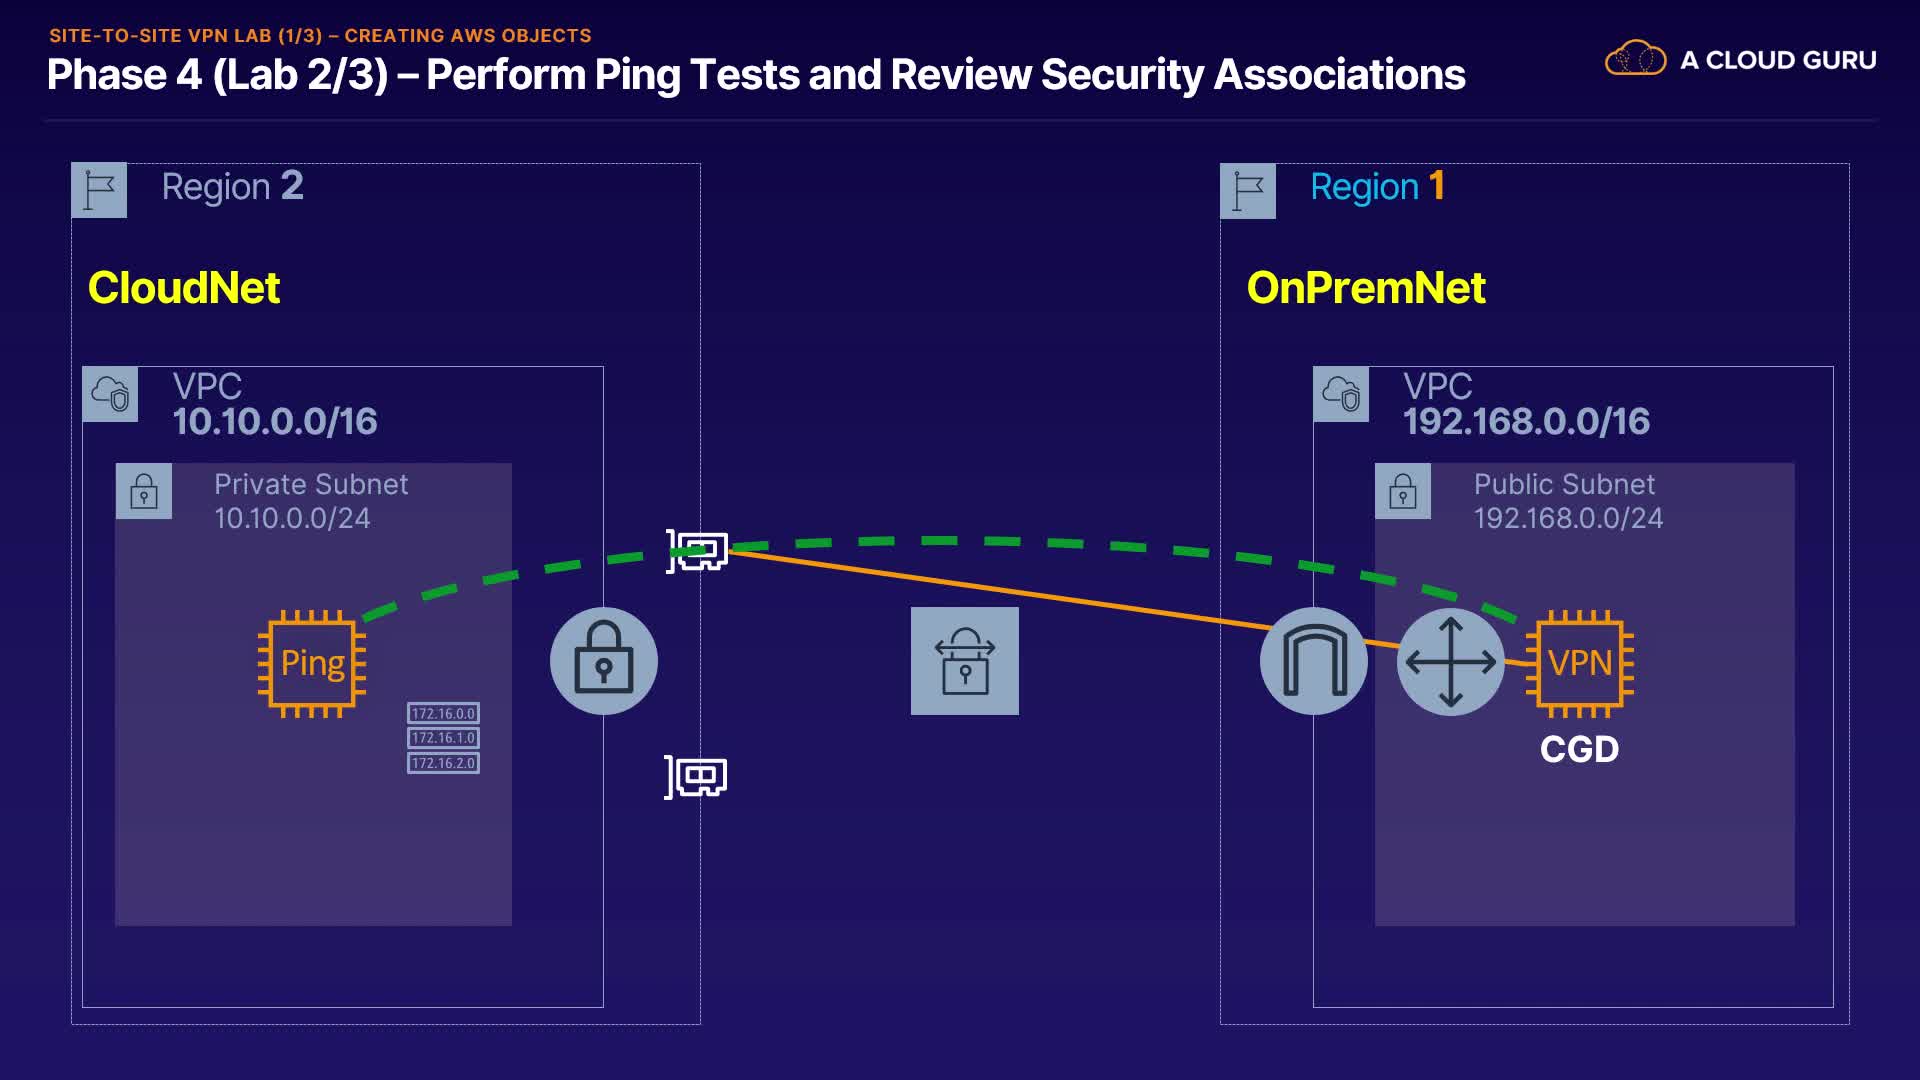 SITE-TO-SITE VPN LAB (1/3) – CREATING AWS OBJECTS
Phase 4 (Lab 2/3) – Perform Ping Tests and Review Security Associations
A CLOUD GURU
Region 2
CloudNet
VPC
10.10.0.0/16
Private Subnet
10.10.0.0/24
Ping
172.16.0.0
172.16.1.0
172.16.2.0
Region 1
OnPremNet
VPC
192.168.0.0/16
Public Subnet
192.168.0.0/24
VPN
CGD